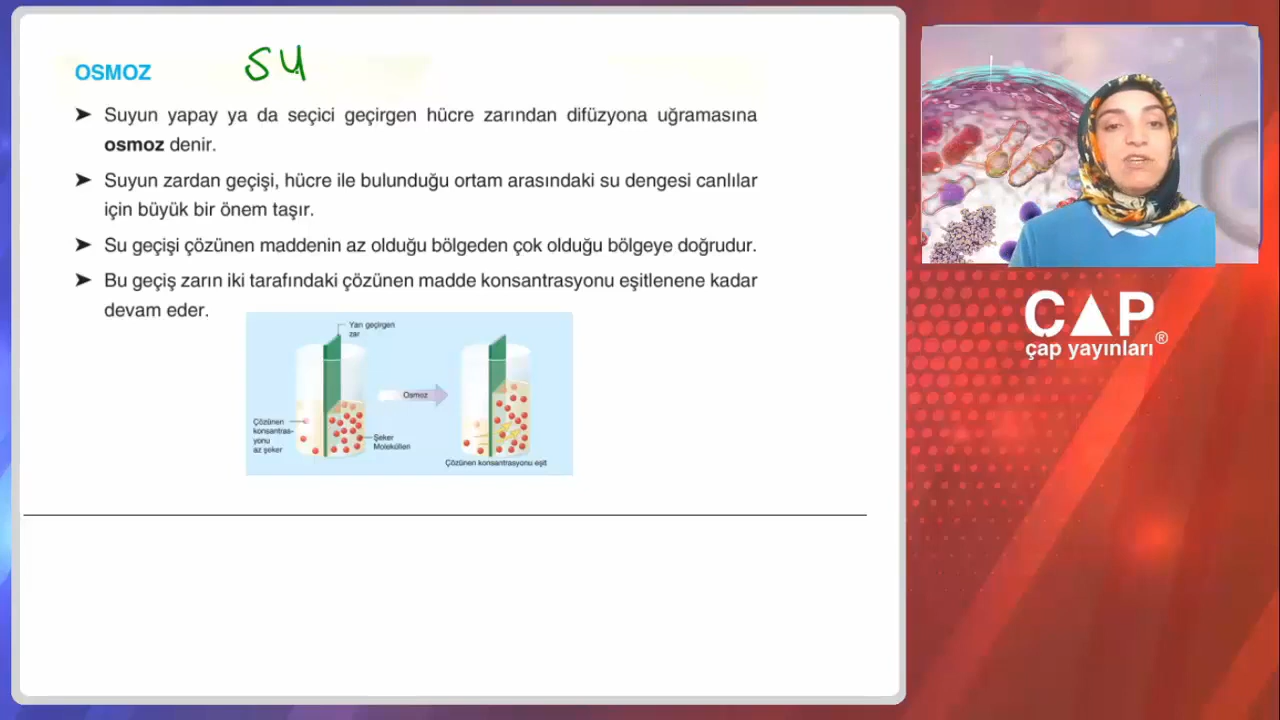 OSMOZ
SU
➤ Suyun yapay ya da seçici geçirgen hücre zarından difüzyona uğramasına
osmoz denir.
➤ Suyun zardan geçişi, hücre ile bulunduğu ortam arasındaki su dengesi canlılar
için büyük bir önem taşır.
➤ Su geçişi çözünen maddenin az olduğu bölgeden çok olduğu bölgeye doğrudur.
➤ Bu geçiş zarın iki tarafındaki çözünen madde konsantrasyonu eşitlenene kadar
devam eder.
Yarı geçirgen
zar
Osmoz
Çözünen
konsantras-
yonu
az şeker
Şeker
Molekülleri
Çözünen konsantrasyonu eşit
ÇAP®
çap yayınları